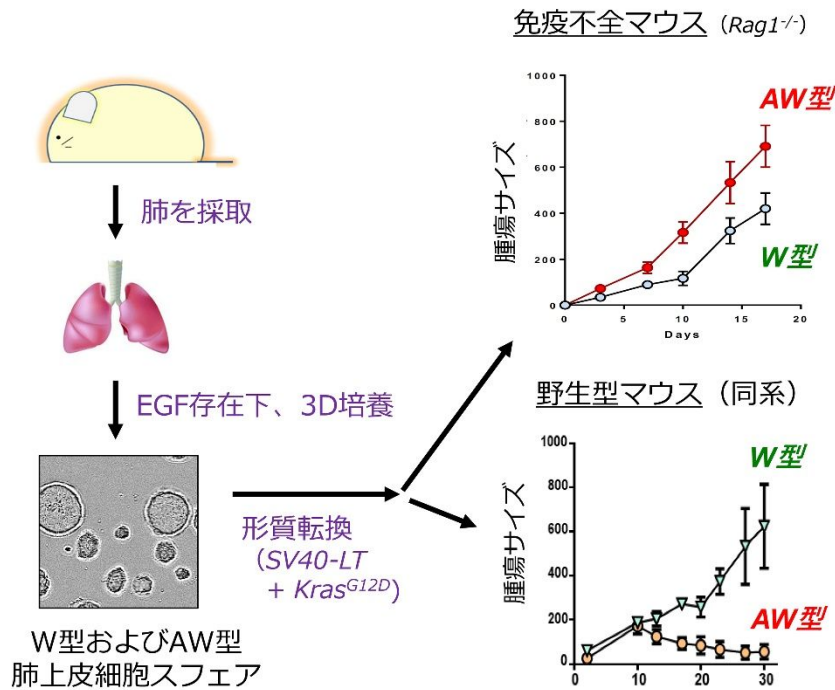 免疫不全マウス (Rag1-/-)
1000
800
600
400
200
0
0 5 10 15 20
Days
腫瘍サイズ
AW型
W型
肺を採取
EGF存在下、3D培養
形質転換
(SV40-LT
+ KrasG12D)
W型およびAW型
肺上皮細胞スフェア
野生型マウス (同系)
1000
800
600
400
200
0
0 10 20 30
腫瘍サイズ
W型
AW型